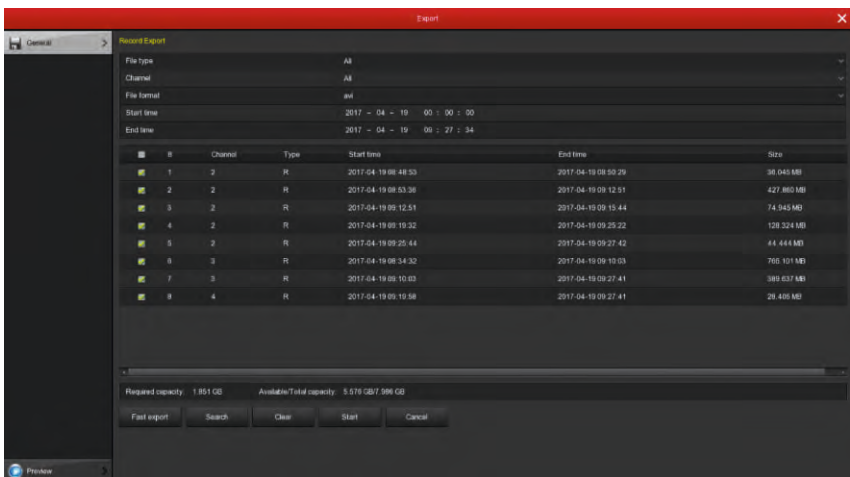 Export
General
Record Export
File type All
Channel All
File format avi
Start time 2017 - 04 - 19 00 : 00 : 00
End time 2017 - 04 - 19 09 : 27 : 34
Channel Type Start time End time Size
1 2 R 2017-04-19 08:48:53 2017-04-19 08:50:29 36.045 MB
2 2 R 2017-04-19 08:53:36 2017-04-19 09:12:51 427.860 MB
3 2 R 2017-04-19 09:12:51 2017-04-19 09:15:44 74.945 MB
4 2 R 2017-04-19 09:19:32 2017-04-19 09:25:22 128.324 MB
5 2 R 2017-04-19 09:25:44 2017-04-19 09:27:42 44.444 MB
6 3 R 2017-04-19 08:34:32 2017-04-19 09:10:03 765.101 MB
7 3 R 2017-04-19 09:10:03 2017-04-19 09:27:41 389.637 MB
8 4 R 2017-04-19 09:19:58 2017-04-19 09:27:41 28.405 MB
Required capacity: 1.851 GB Available/Total capacity: 5.576 GB/7.986 GB
Fast export Search Clear Start Cancel
Preview